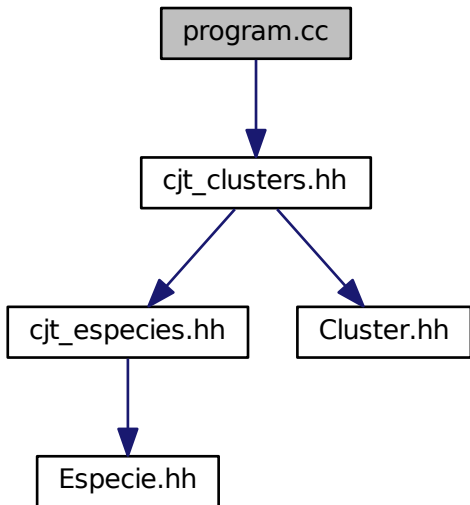 program.cc
cjt_clusters.hh
cjt_especies.hh
Cluster.hh
Especie.hh